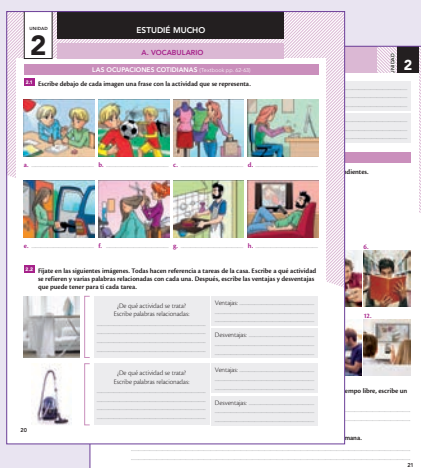 UNIDAD
2
ESTUDIÉ MUCHO
A. VOCABULARIO
LAS OCUPACIONES COTIDIANAS (Textbook pp. 62-63)
2.1 Escribe debajo de cada imagen una frase con la actividad que se representa.
a.
b.
c.
d.
e.
f.
g.
h.
2.2 Fíjate en las siguientes imágenes. Todas hacen referencia a tareas de la casa. Escribe a qué actividad
se refieren y varias palabras relacionadas con cada una. Después, escribe las ventajas y desventajas
que puede tener para ti cada tarea.
¿De qué actividad se trata?
Escribe palabras relacionadas:
Ventajas:
Desventajas:
¿De qué actividad se trata?
Escribe palabras relacionadas:
Ventajas:
Desventajas:
20
UNIDAD
2
dientes.
6.
12.
empo libre, escribe un
mana.
21